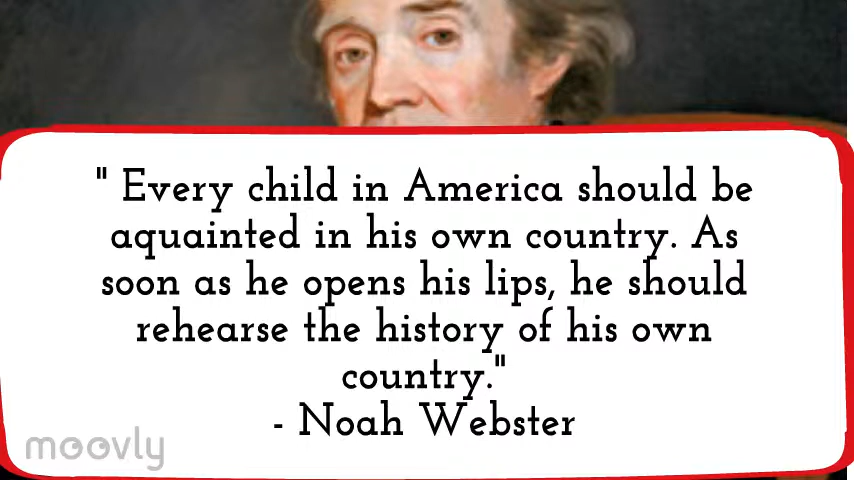 " Every child in America should be
aquainted in his own country. As
soon as he opens his lips, he should
rehearse the history of his own
country."
- Noah Webster
moovly